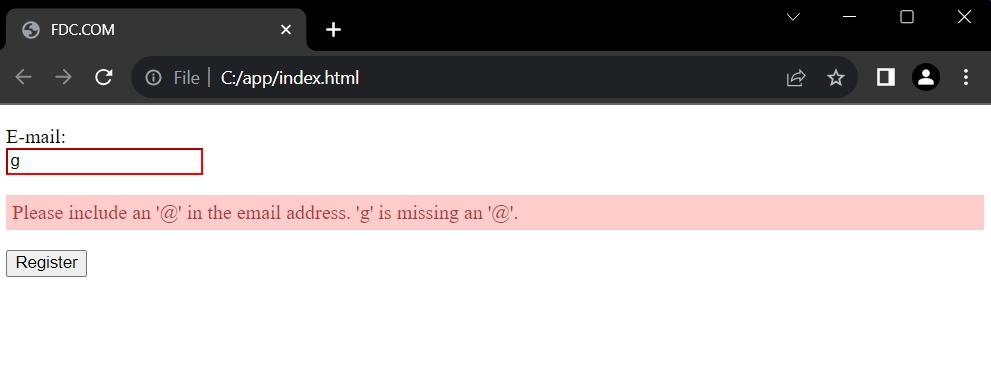 FDC.COM
File | C:/app/index.html
E-mail:
g
Please include an '@' in the email address. 'g' is missing an '@'.
Register